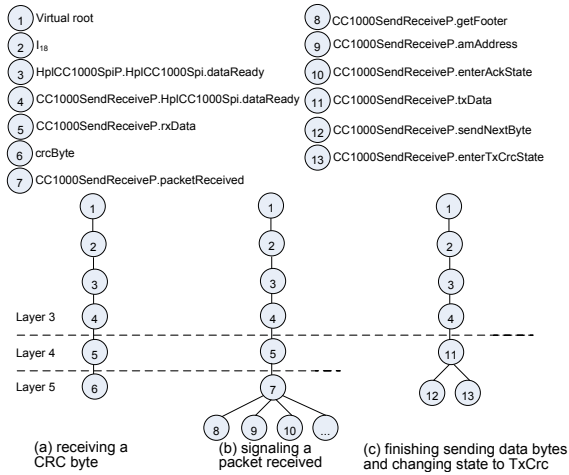 1 Virtual root
2 I18
3 HplCC1000SpiP.HplCC1000Spi.dataReady
4 CC1000SendReceiveP.HplCC1000Spi.dataReady
5 CC1000SendReceiveP.rxData
6 crcByte
7 CC1000SendReceiveP.packetReceived
8 CC1000SendReceiveP.getFooter
9 CC1000SendReceiveP.amAddress
10 CC1000SendReceiveP.enterAckState
11 CC1000SendReceiveP.txData
12 CC1000SendReceiveP.sendNextByte
13 CC1000SendReceiveP.enterTxCrcState
1 1 1
2 2 2
3 3 3
Layer 3 4 4 4
Layer 4 5 5 11
Layer 5 6 7 12 13
8 9 10 ...
(a) receiving a
CRC byte
(b) signaling a
packet received
(c) finishing sending data bytes
and changing state to TxCrc